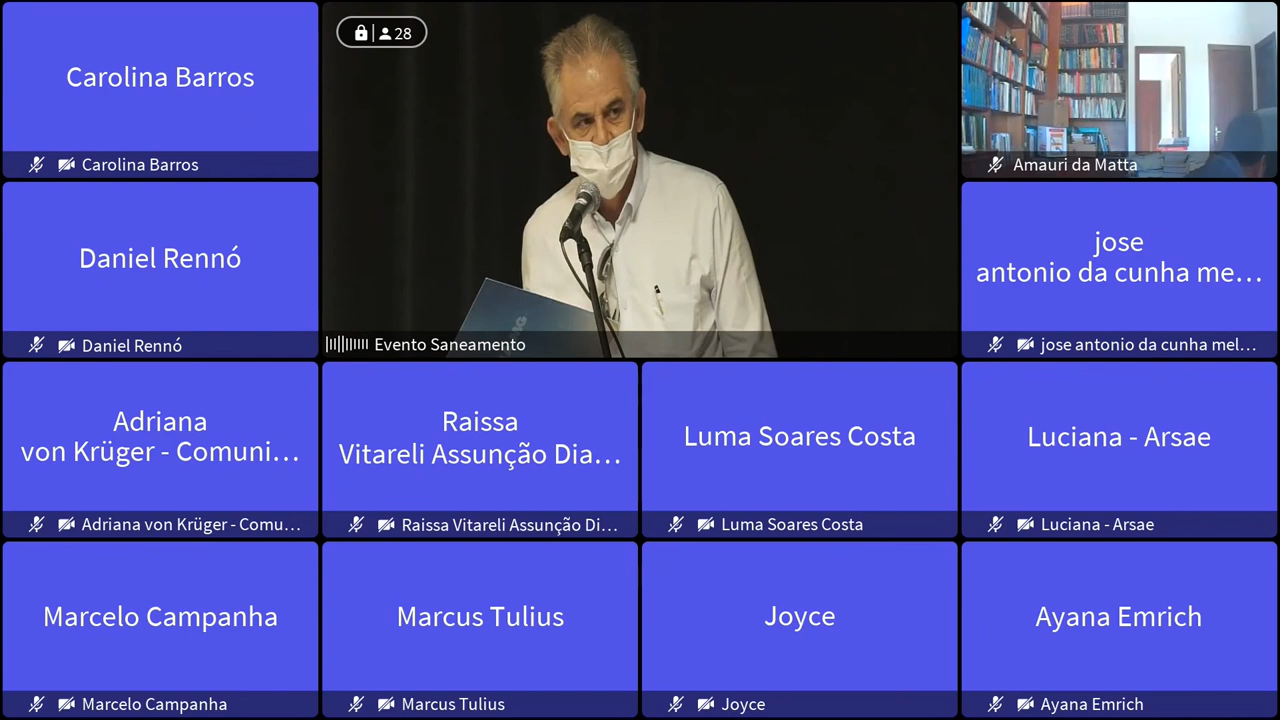 Carolina Barros
Carolina Barros
28
Evento Saneamento
Amauri da Matta
Daniel Rennó
Daniel Rennó
jose
antonio da cunha me...
jose antonio da cunha mel...
Adriana
von Krüger - Comuni...
Adriana von Krüger - Comu...
Raissa
Vitareli Assunção Dia...
Raissa Vitareli Assunção Di...
Luma Soares Costa
Luma Soares Costa
Luciana - Arsae
Luciana - Arsae
Marcelo Campanha
Marcelo Campanha
Marcus Tulius
Marcus Tulius
Joyce
Joyce
Ayana Emrich
Ayana Emrich